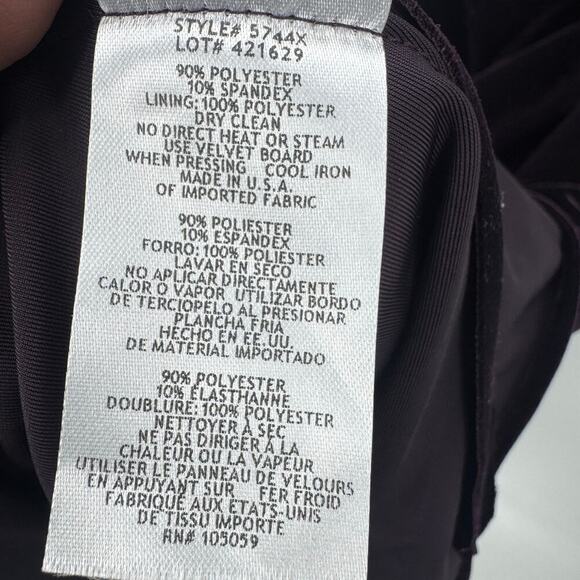 STYLE# 5744X
LOT# 421629
90% POLYESTER
10% SPANDEX
LINING: 100% POLYESTER
DRY CLEAN
NO DIRECT HEAT OR STEAM
USE VELVET BOARD
WHEN PRESSING COOL IRON
MADE IN U.S.A.
OF IMPORTED FABRIC
90% POLIESTER
10% ESPANDEX
FORRO: 100% POLIESTER
LAVAR EN SECO
NO APLICAR DIRECTAMENTE
CALOR O VAPOR UTILIZAR BORDO
DE TERCIOPELO AL PRESIONAR
PLANCHA FRIA
HECHO EN EE.UU.
DE MATERIAL IMPORTADO
90% POLYESTER
10% ÉLASTHANNE
DOUBLURE: 100% POLYESTER
NETTOYER À SEC
NE PAS DIRIGER À LA
CHALEUR OU LA VAPEUR
UTILISER LE PANNEAU DE VELOURS
EN APPUYANT SUR FER FROID
FABRIQUÉ AUX ETATS-UNIS
DE TISSU IMPORTE
RN# 105059